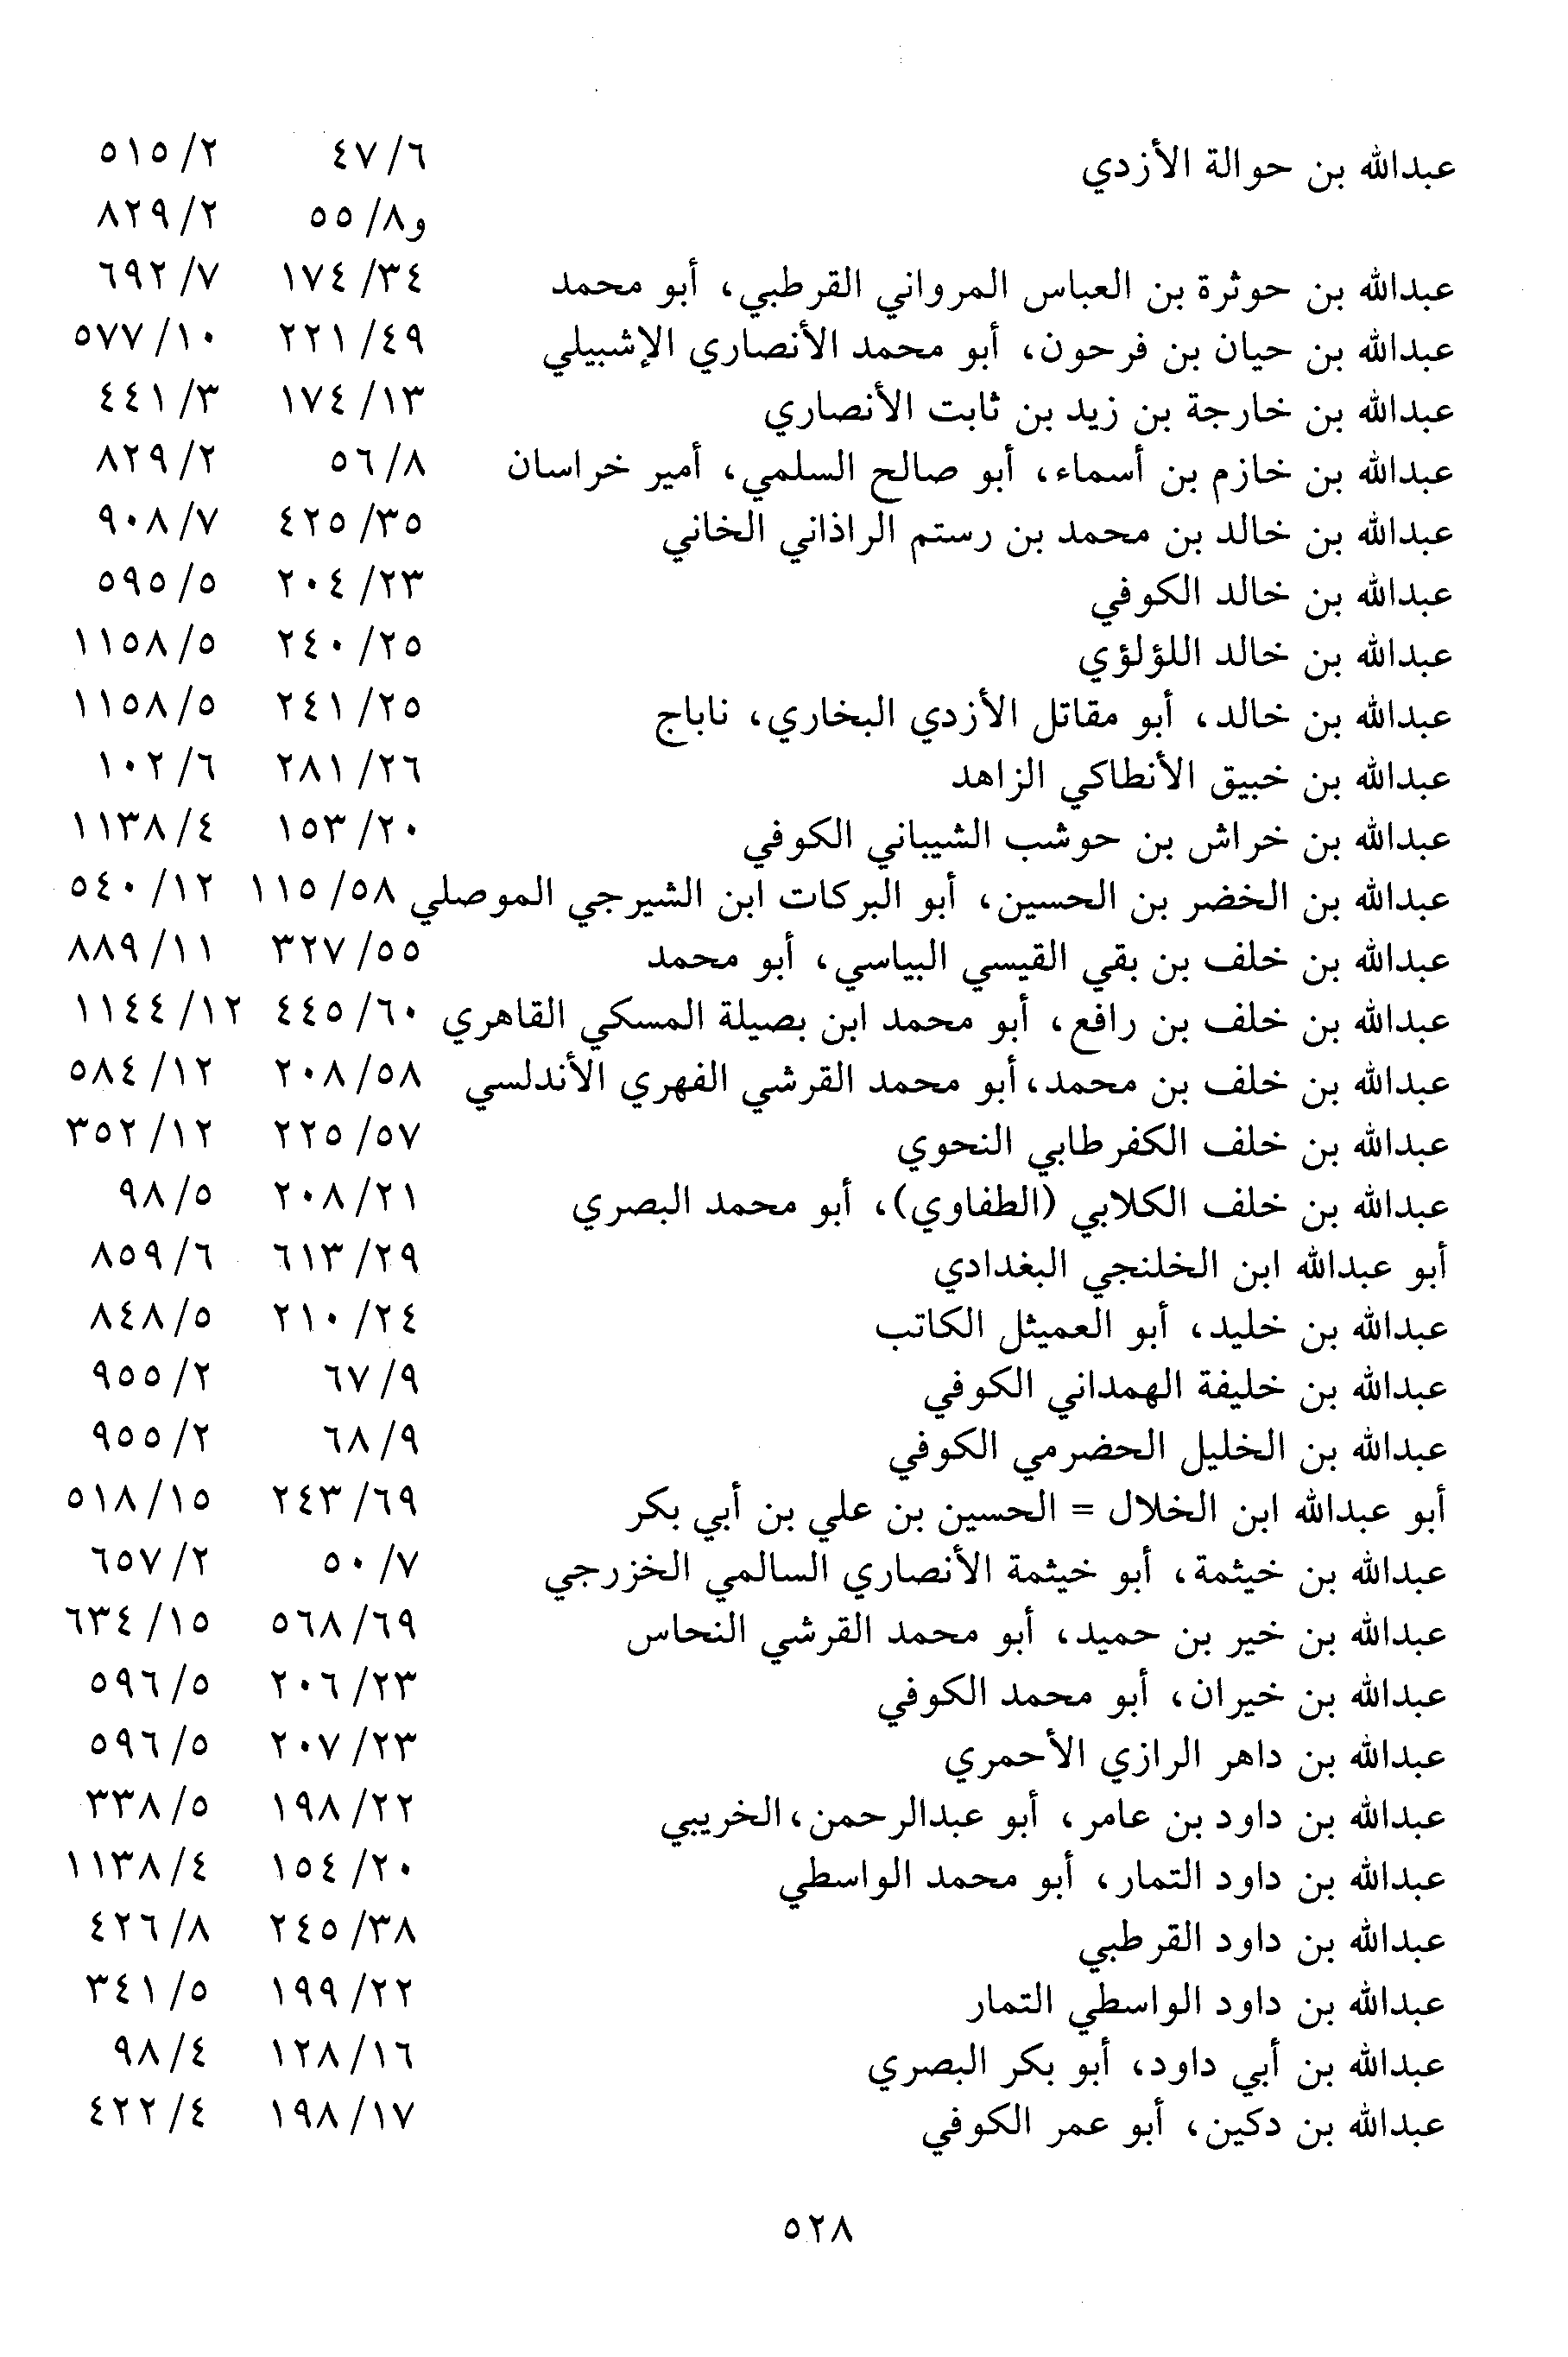 عبدالله بن حوالة الأزدي ٤٧/٦ ٥١٥/٢
و٥٥/٨ ٨٢٩/٢
عبدالله بن حوثرة بن العباس المرواني القرطبي، أبو محمد ١٧٤/٣٤ ٦٩٢/٧
عبدالله بن حيان بن فرحون، أبو محمد الأنصاري الإشبيلي ٢٢١/٤٩ ٥٧٧/١٠
عبدالله بن خارجة بن زيد بن ثابت الأنصاري ١٧٤/١٣ ٤٤١/٣
عبدالله بن خازم بن أسماء، أبو صالح السلمي، أمير خراسان ٥٦/٨ ٨٢٩/٢
عبدالله بن خالد بن محمد بن رستم الراذاني الخاني ٤٢٥/٣٥ ٩٠٨/٧
عبدالله بن خالد الكوفي ٢٠٤/٢٣ ٥٩٥/٥
عبدالله بن خالد اللؤلؤي ٢٤٠/٢٥ ١١٥٨/٥
عبدالله بن خالد، أبو مقاتل الأزدي البخاري، ناباج ٢٤١/٢٥ ١١٥٨/٥
عبدالله بن خبيق الأنطاكي الزاهد ٢٨١/٢٦ ١٠٢/٦
عبدالله بن خراش بن حوشب الشيباني الكوفي ١٥٣/٢٠ ١١٣٨/٤
عبدالله بن الخضر بن الحسين، أبو البركات ابن الشيرجي الموصلي ١١٥/٥٨ ٥٤٠/١٢
عبدالله بن خلف بن بقي القيسي البياسي، أبو محمد ٣٢٧/٥٥ ٨٨٩/١١
عبدالله بن خلف بن رافع، أبو محمد ابن بصيلة المسكي القاهري ٤٤٥/٦٠ ١١٤٤/١٢
عبدالله بن خلف بن محمد،أبو محمد القرشي الفهري الأندلسي ٢٠٨/٥٨ ٥٨٤/١٢
عبدالله بن خلف الكفرطابي النحوي ٢٢٥/٥٧ ٣٥٢/١٢
عبدالله بن خلف الكلابي (الطفاوي)، أبو محمد البصري ٢٠٨/٢١ ٩٨/٥
أبو عبدالله ابن الخلنجي البغدادي ٦١٣/٢٩ ٨٥٩/٦
عبدالله بن خليد، أبو العميثل الكاتب ٢١٠/٢٤ ٨٤٨/٥
عبدالله بن خليفة الهمداني الكوفي ٦٧/٩ ٩٥٥/٢
عبدالله بن الخليل الحضرمي الكوفي ٦٨/٩ ٩٥٥/٢
أبو عبدالله ابن الخلال = الحسين بن علي بن أبي بكر ٢٤٣/٦٩ ٥١٨/١٥
عبدالله بن خيثمة، أبو خيثمة الأنصاري السالمي الخزرجي ٥٠/٧ ٦٥٧/٢
عبدالله بن خير بن حميد، أبو محمد القرشي النحاس ٥٦٨/٦٩ ٦٣٤/١٥
عبدالله بن خيران، أبو محمد الكوفي ٢٠٦/٢٣ ٥٩٦/٥
عبدالله بن داهر الرازي الأحمري ٢٠٧/٢٣ ٥٩٦/٥
عبدالله بن داود بن عامر، أبو عبدالرحمن،الخريبي ١٩٨/٢٢ ٣٣٨/٥
عبدالله بن داود التمار، أبو محمد الواسطي ١٥٤/٢٠ ١١٣٨/٤
عبدالله بن داود القرطبي ٢٤٥/٣٨ ٤٢٦/٨
عبدالله بن داود الواسطي التمار ١٩٩/٢٢ ٣٤١/٥
عبدالله بن أبي داود، أبو بكر البصري ١٢٨/١٦ ٩٨/٤
عبدالله بن دكين، أبو عمر الكوفي ١٩٨/١٧ ٤٢٢/٤
٥٢٨